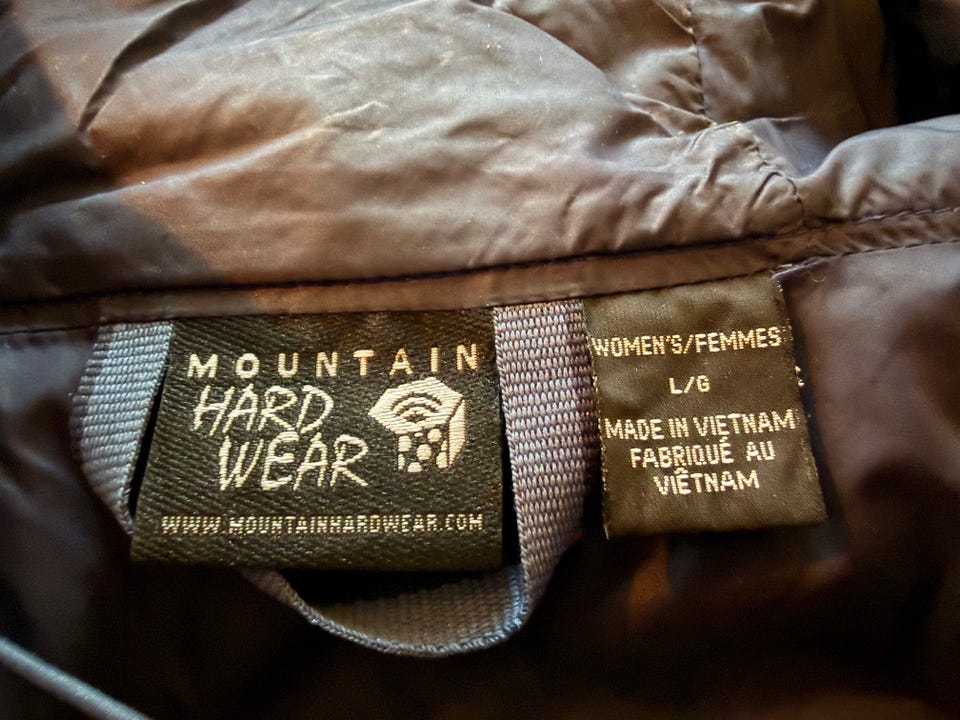 MOUNTAIN
HARD
WEAR
WWW.MOUNTAINHARDWEAR.COM
WOMEN'S/FEMMES
L/G
MADE IN VIETNAM
FABRIQUÉ AU
VIÊTNAM